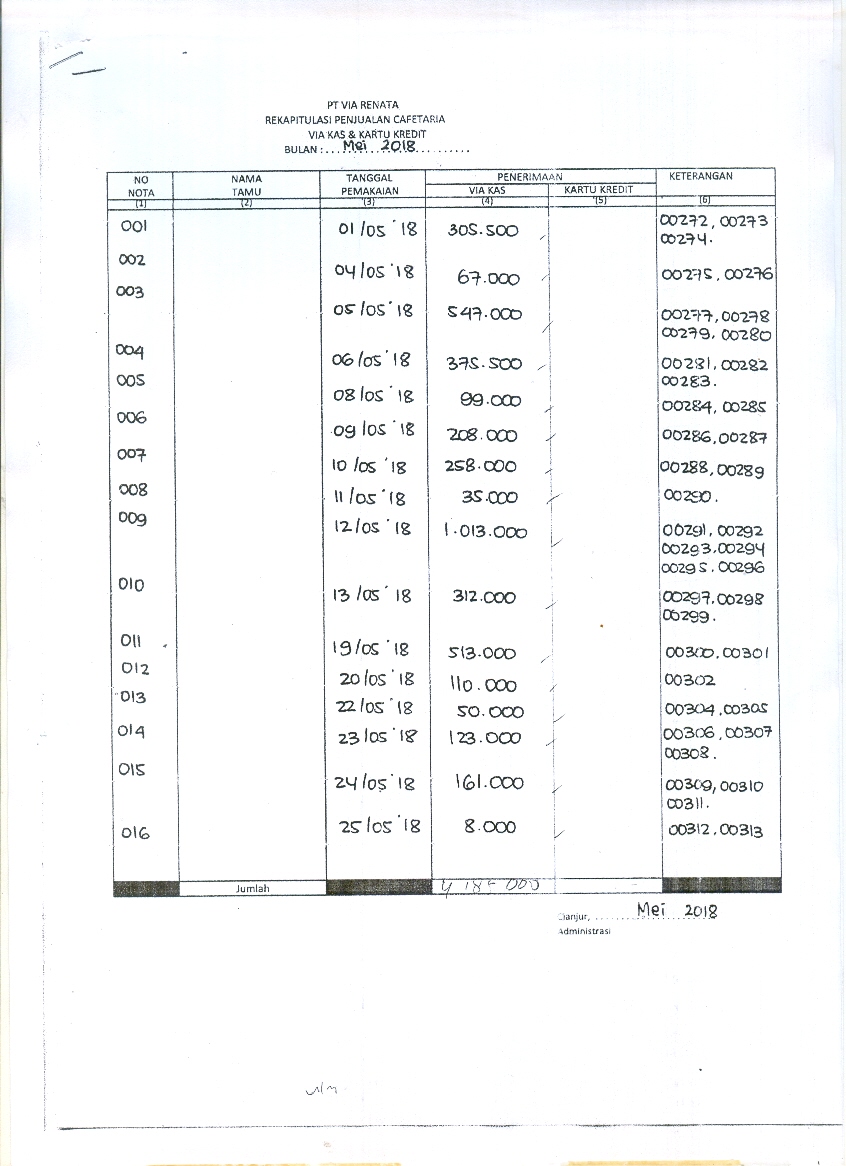 PT VIA RENATA
REKAPITULASI PENJUALAN CAFETARIA
VIA KAS & KARTU KREDIT
BULAN : ... Mei 2018 ..........
NO NOTA NAMA TAMU TANGGAL PEMAKAIAN PENERIMAAN KETERANGAN
VIA KAS KARTU KREDIT
(1) (2) (3) (4) (5) (6)
001 01/05 '18 305.500 00272, 00273
00274.
002 04/05 '18 67.000 00275, 00276
003 05/05 '18 547.000 00277, 00278
00279. 00280
004 06/05 '18 375.500 00281, 00282
00283.
005 08/05 '18 99.000 00284, 00285
006 09/05 '18 208.000 00286, 00287
007 10/05 '18 258.000 00288, 00289
008 11/05 '18 35.000 00290.
009 12/05 '18 1.013.000 00291, 00292
00293.00294
00295.00296
010 13/05 '18 312.000 00297.00298
00299.
011 19/05 '18 513.000 00300, 00301
012 20/05 '18 110.000 00302
013 22/05 '18 50.000 00304, 00305
014 23/05 '18 123.000 00306, 00307
00308.
015 24/05 '18 161.000 00309, 00310
00311.
016 25/05 '18 8.000 00312, 00313
Jumlah
Cianjur, .......... Mei 2018
Administrasi